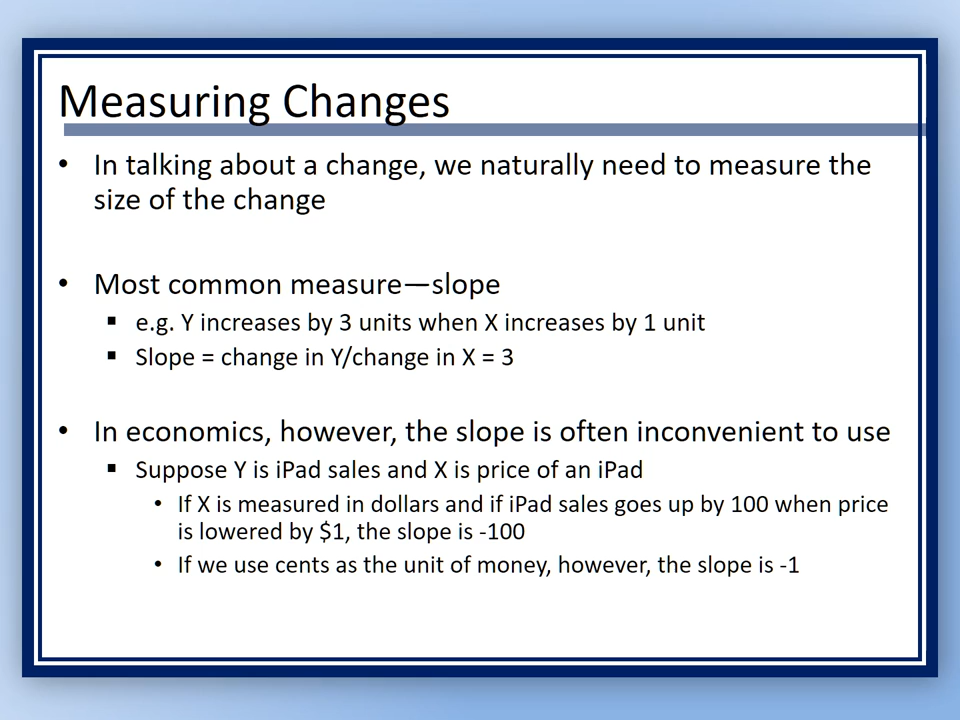 Measuring Changes
• In talking about a change, we naturally need to measure the
size of the change
• Most common measure—slope
▪ e.g. Y increases by 3 units when X increases by 1 unit
▪ Slope = change in Y/change in X = 3
• In economics, however, the slope is often inconvenient to use
▪ Suppose Y is iPad sales and X is price of an iPad
• If X is measured in dollars and if iPad sales goes up by 100 when price
is lowered by $1, the slope is -100
• If we use cents as the unit of money, however, the slope is -1